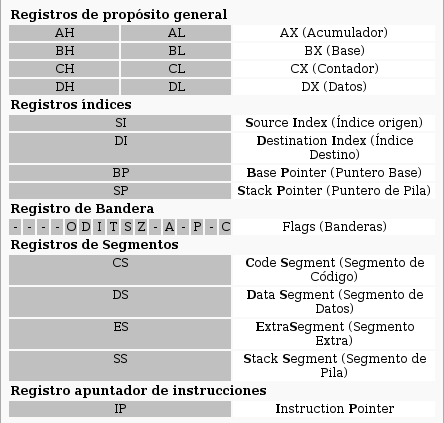 Registros de propósito general
AH AL AX (Acumulador)
BH BL BX (Base)
CH CL CX (Contador)
DH DL DX (Datos)
Registros índices
SI Source Index (Índice origen)
DI Destination Index (Índice
Destino)
BP Base Pointer (Puntero Base)
SP Stack Pointer (Puntero de Pila)
Registro de Bandera
- - - - O D I T S Z - A - P - C Flags (Banderas)
Registros de Segmentos
CS Code Segment (Segmento de
Código)
DS Data Segment (Segmento de
Datos)
ES ExtraSegment (Segmento
Extra)
SS Stack Segment (Segmento de
Pila)
Registro apuntador de instrucciones
IP Instruction Pointer